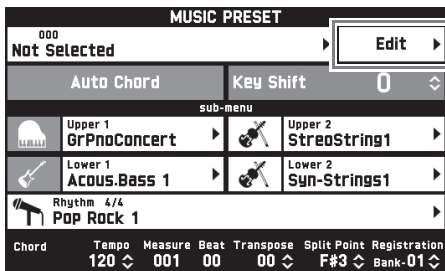 MUSIC PRESET
000
Not Selected
Edit
Auto Chord Key Shift 0
sub-menu
Upper 1
GrPnoConcert
Upper 2
StreoString1
Lower 1
Acous.Bass 1
Lower 2
Syn-Strings1
Rhythm 4/4
Pop Rock 1
Chord Tempo Measure Beat Transpose Split Point Registration
120 001 00 00 F#3 Bank-01